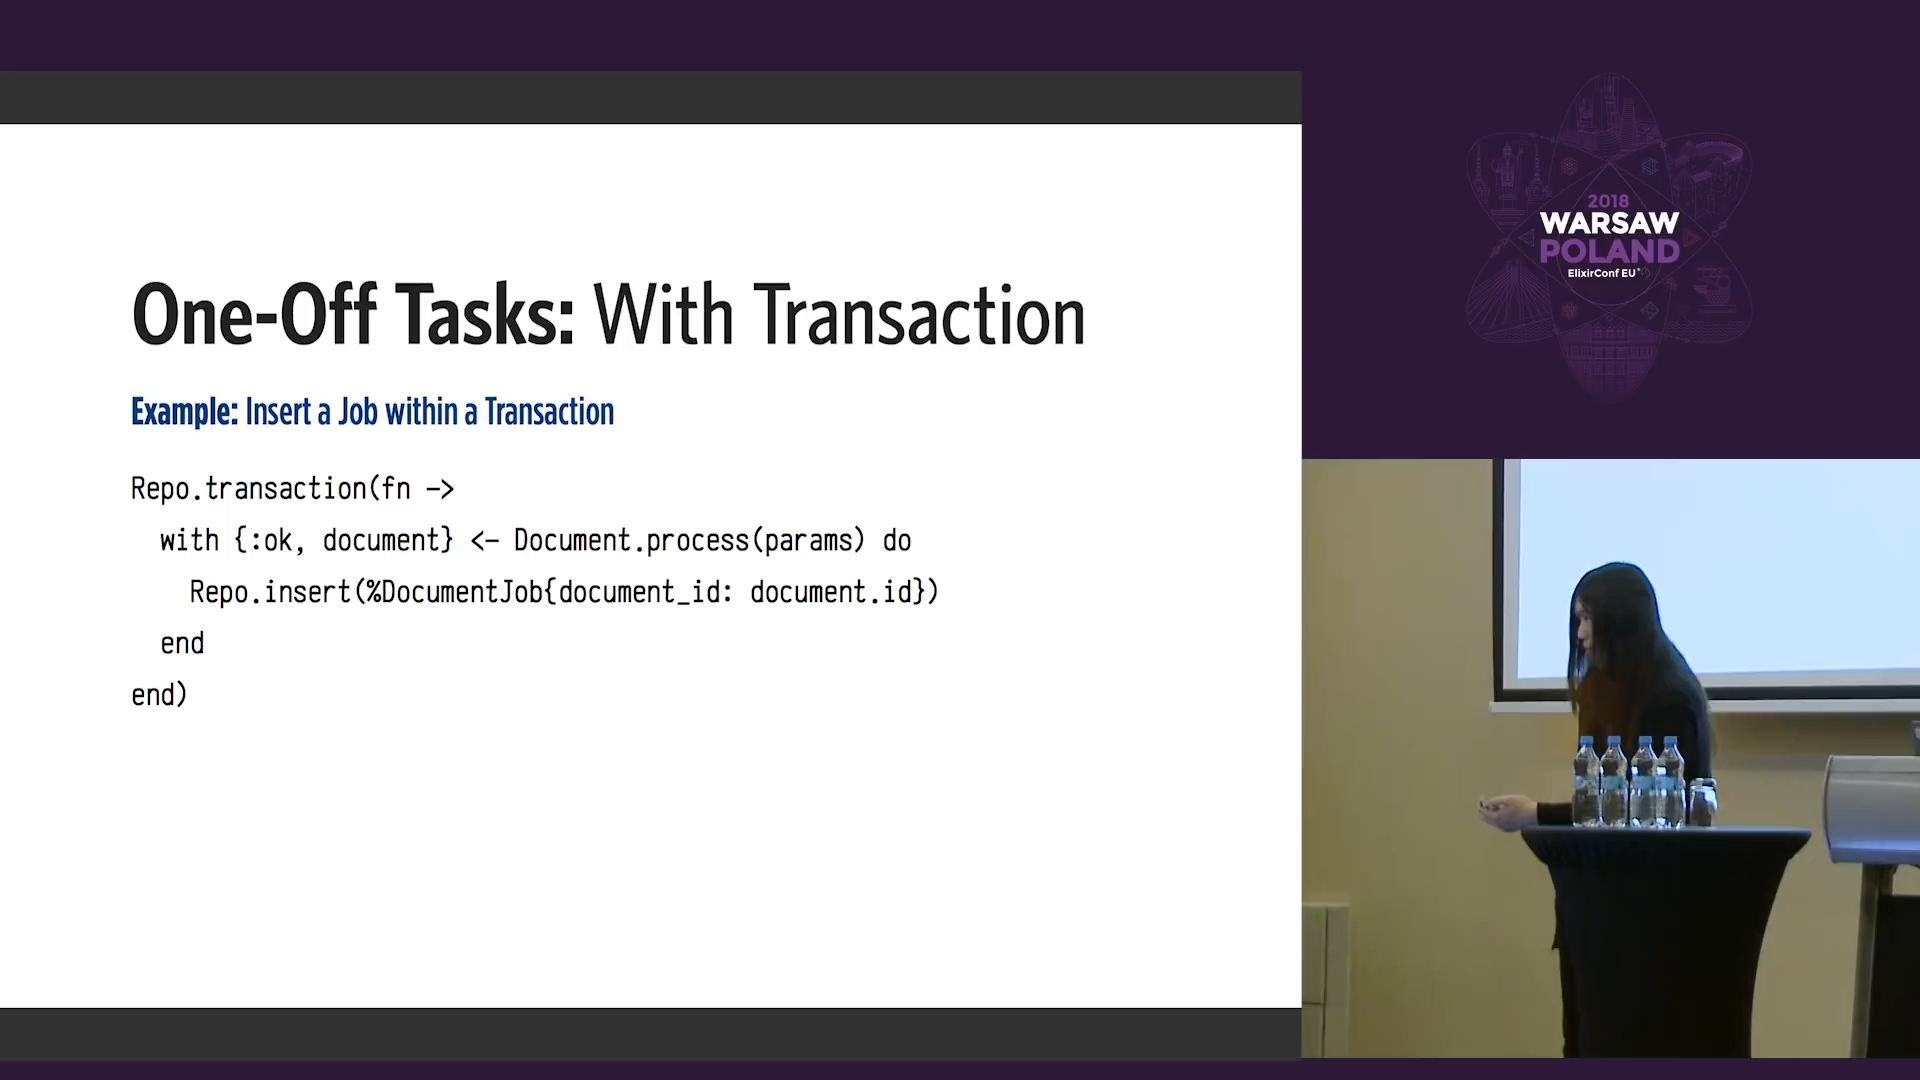 One-Off Tasks: With Transaction
Example: Insert a Job within a Transaction
Repo.transaction(fn ->
  with {:ok, document} <- Document.process(params) do
    Repo.insert(%DocumentJob{document_id: document.id})
  end
end)
2018
WARSAW
POLAND
ElixirConf EU